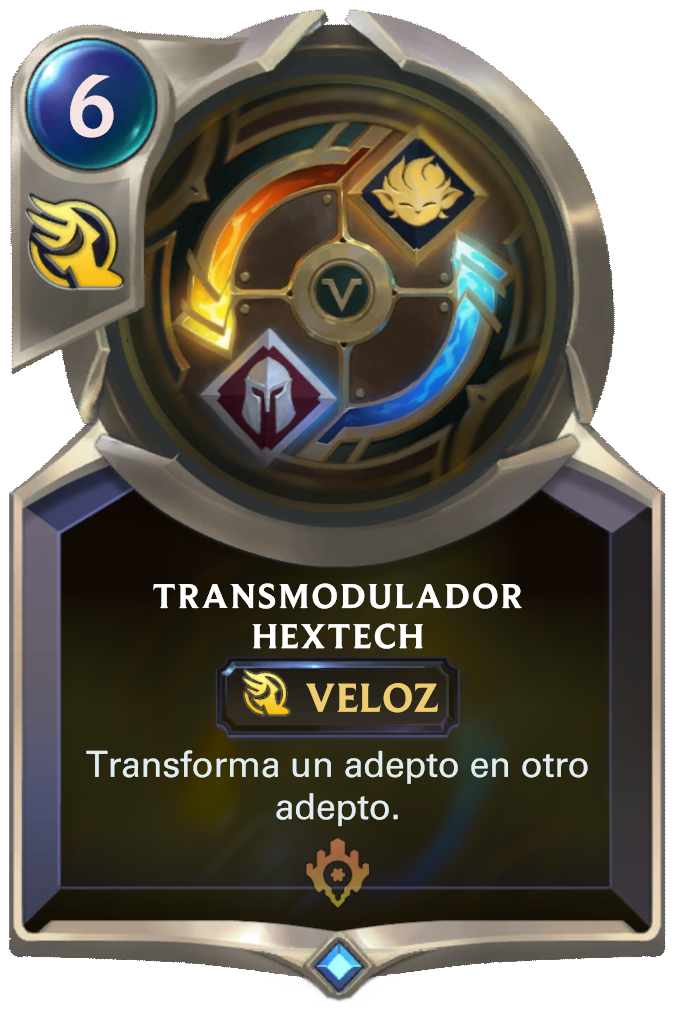 6
V
TRANSMODULADOR
HEXTECH
VELOZ
Transforma un adepto en otro
adepto.